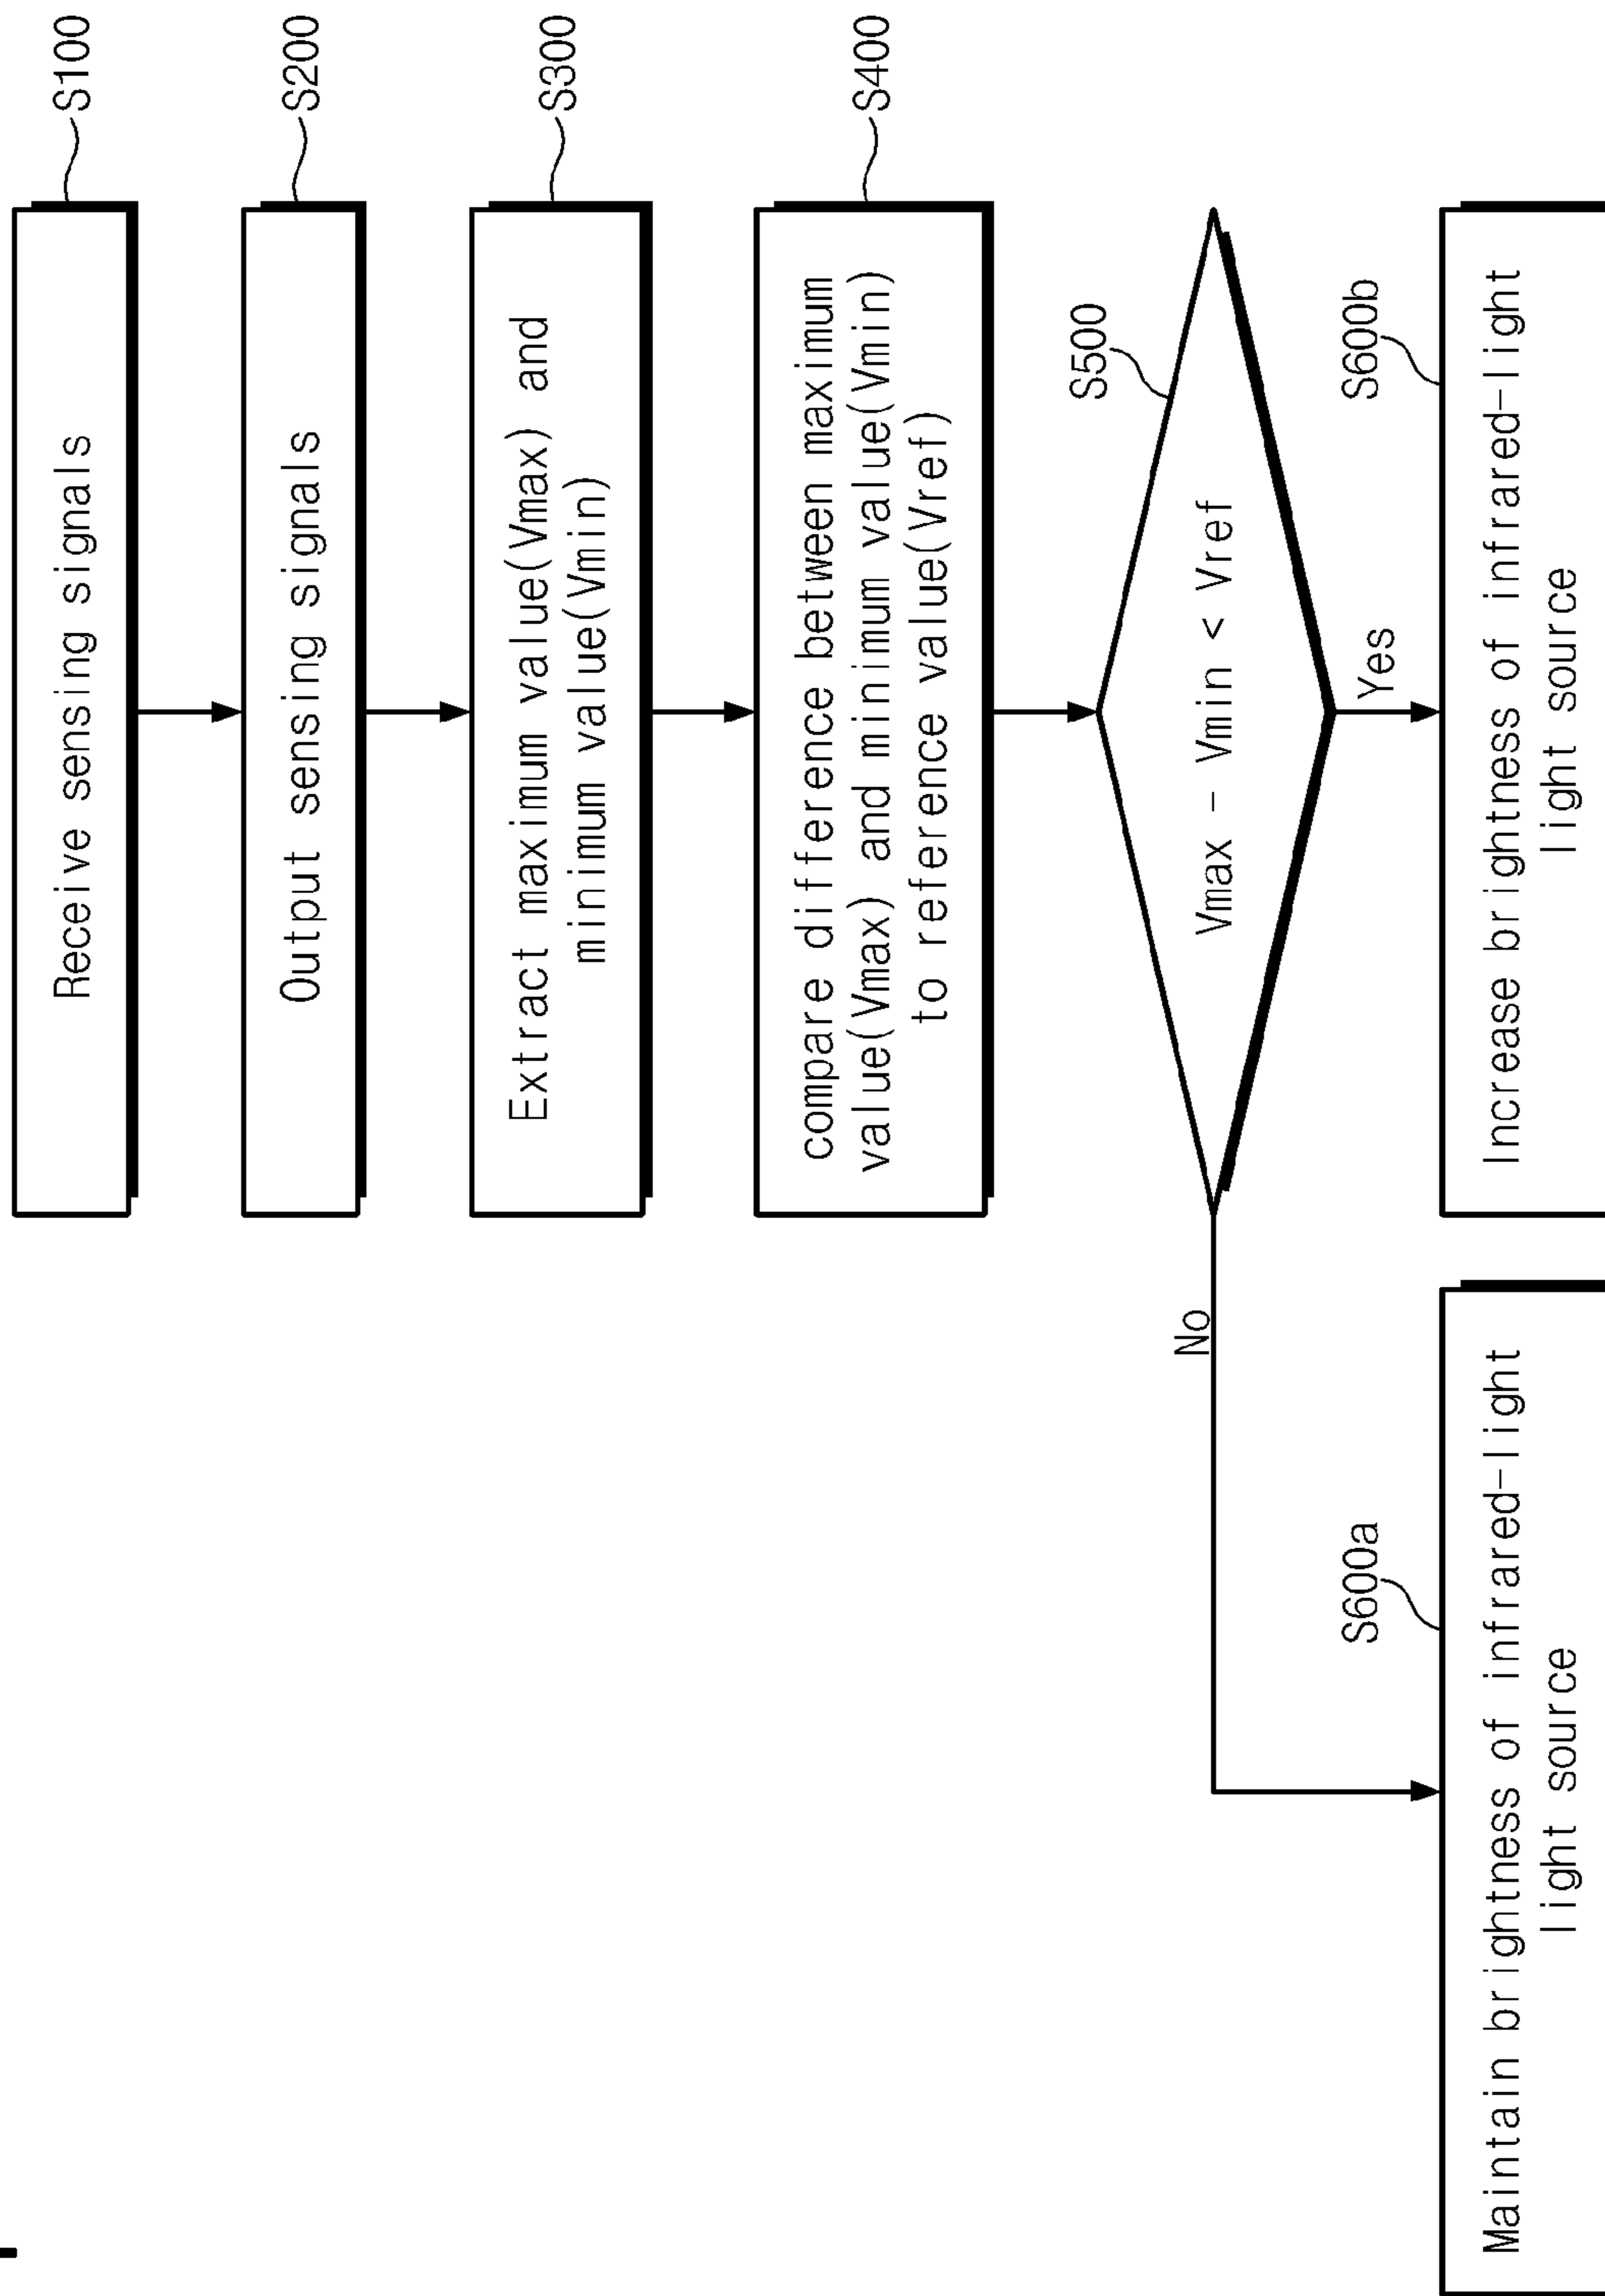 Receive sensing signals
S100
Output sensing signals
S200
Extract maximum value(Vmax) and
minimum value(Vmin)
S300
compare difference between maximum
value(Vmax) and minimum value(Vmin)
to reference value(Vref)
S400
S500
Vmax - Vmin < Vref
No
Yes
S600a
Maintain brightness of infrared-light
light source
S600b
Increase brightness of infrared-light
light source